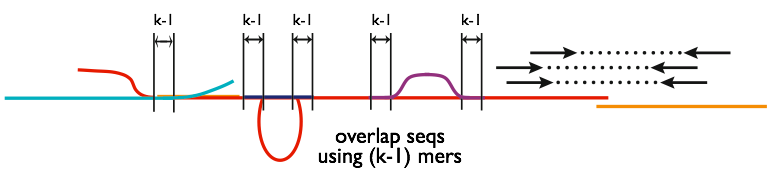 k-1 k-1 k-1 k-1 k-1
overlap seqs
using (k-1) mers